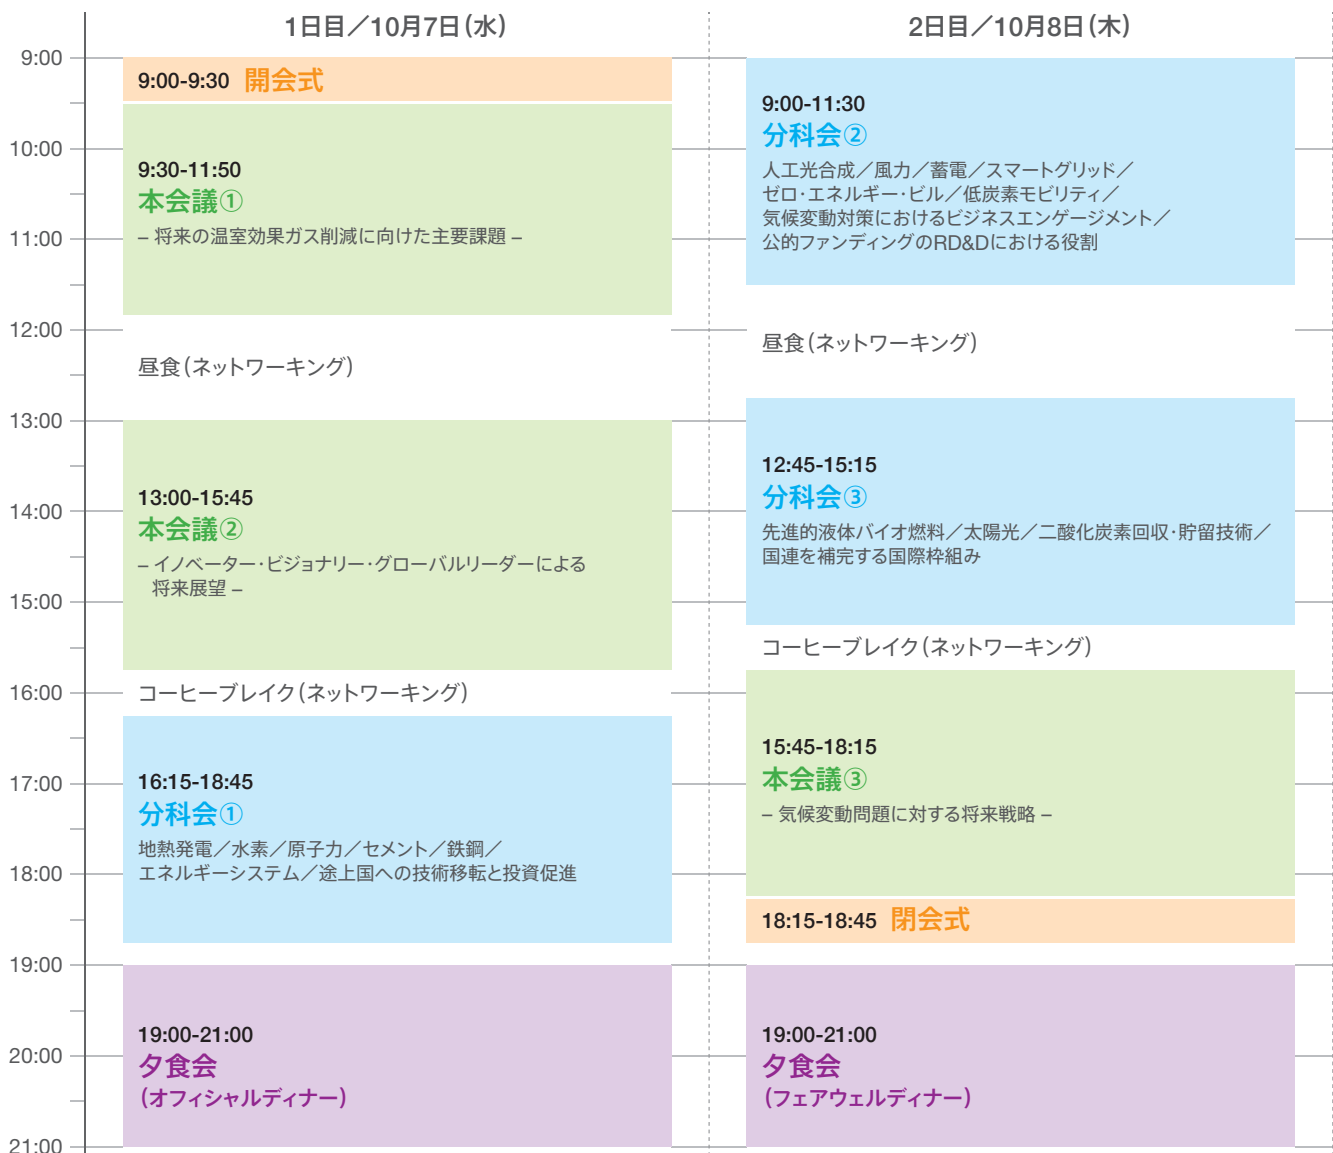 1日目／10月7日(水)
2日目／10月8日(木)
9:00
10:00
11:00
12:00
13:00
14:00
15:00
16:00
17:00
18:00
19:00
20:00
21:00
9:00-9:30 開会式
9:30-11:50
本会議①
– 将来の温室効果ガス削減に向けた主要課題 –
昼食(ネットワーキング)
13:00-15:45
本会議②
– イノベーター・ビジョナリー・グローバルリーダーによる
将来展望 –
コーヒーブレイク(ネットワーキング)
16:15-18:45
分科会①
地熱発電／水素／原子力／セメント／鉄鋼／
エネルギーシステム／途上国への技術移転と投資促進
19:00-21:00
夕食会
(オフィシャルディナー)
9:00-11:30
分科会②
人工光合成／風力／蓄電／スマートグリッド／
ゼロ・エネルギー・ビル／低炭素モビリティ／
気候変動対策におけるビジネスエンゲージメント／
公的ファンディングのRD&Dにおける役割
昼食(ネットワーキング)
12:45-15:15
分科会③
先進的液体バイオ燃料／太陽光／二酸化炭素回収・貯留技術／
国連を補完する国際枠組み
コーヒーブレイク(ネットワーキング)
15:45-18:15
本会議③
– 気候変動問題に対する将来戦略 –
18:15-18:45 閉会式
19:00-21:00
夕食会
(フェアウェルディナー)